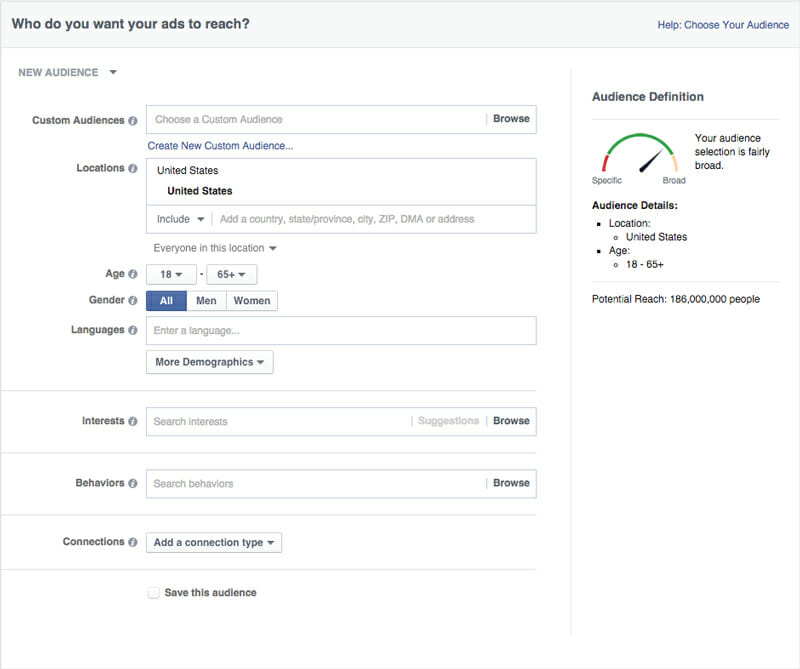 Who do you want your ads to reach?
Help: Choose Your Audience
NEW AUDIENCE
Custom Audiences
Choose a Custom Audience
Browse
Create New Custom Audience...
Locations
United States
United States
Include
Add a country, state/province, city, ZIP, DMA or address
Everyone in this location
Age
18 - 65+
Gender
All Men Women
Languages
Enter a language...
More Demographics
Interests
Search interests
Suggestions
Browse
Behaviors
Search behaviors
Browse
Connections
Add a connection type
Save this audience
Audience Definition
Specific
Broad
Your audience
selection is fairly
broad.
Audience Details:
Location:
United States
Age:
18 - 65+
Potential Reach: 186,000,000 people